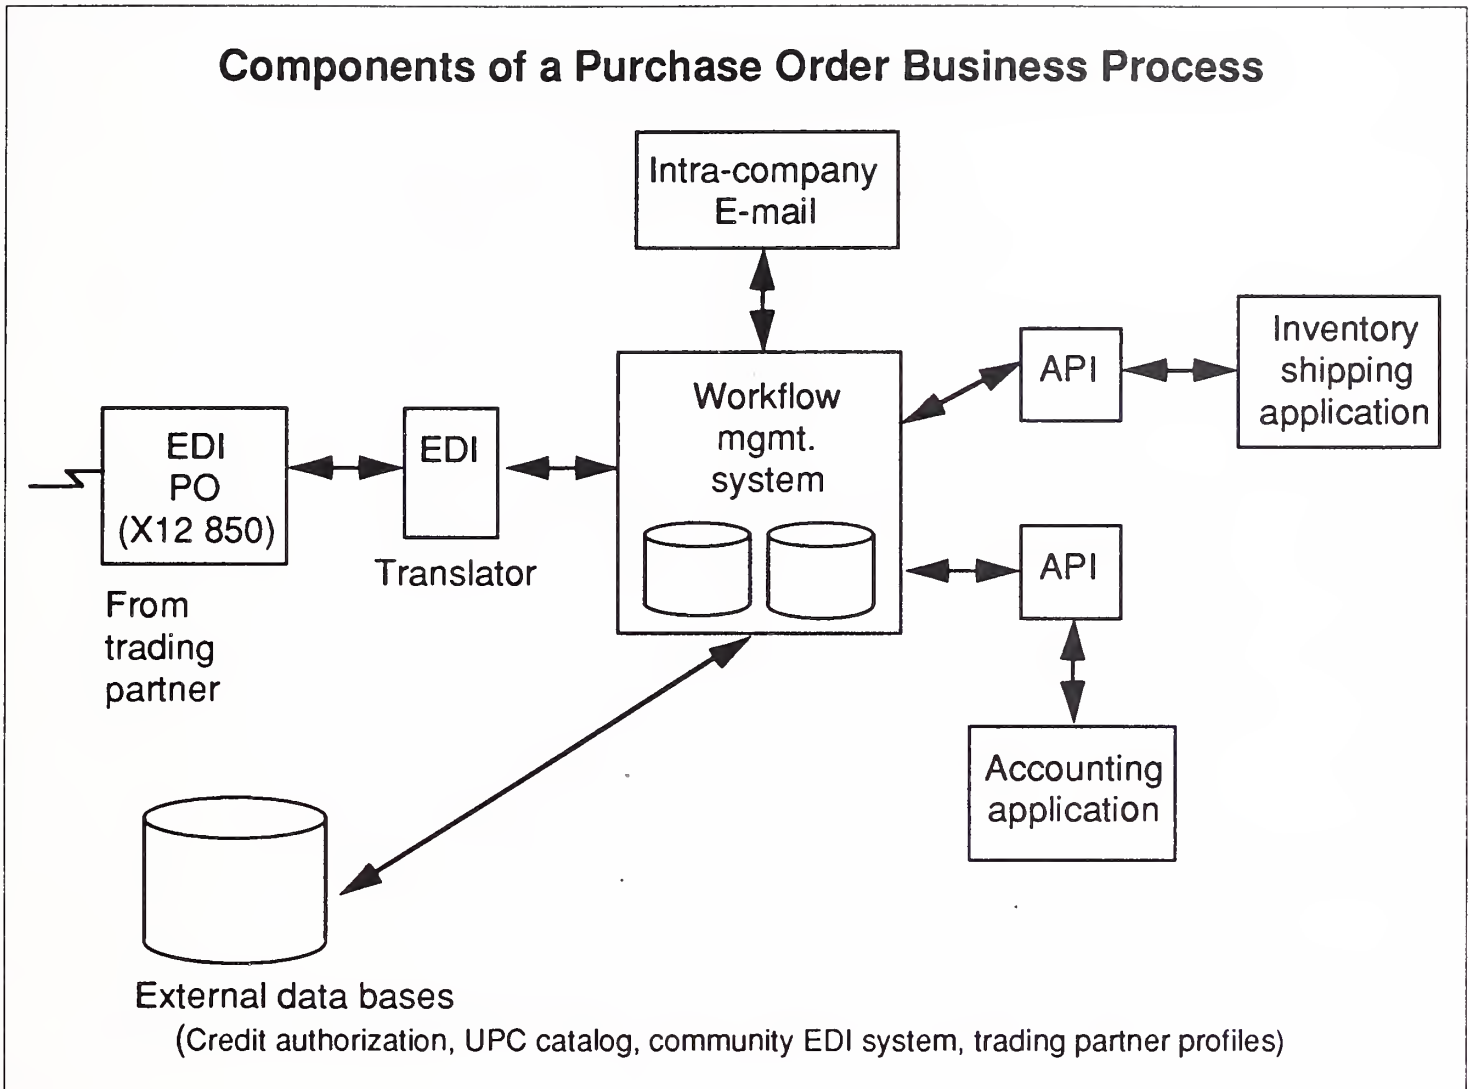 Components of a Purchase Order Business Process
Intra-company
E-mail
Inventory
shipping
application
API
Workflow
mgmt.
system
EDI
PO
(X12 850)
EDI
Translator
From
trading
partner
API
Accounting
application
External data bases
(Credit authorization, UPC catalog, community EDI system, trading partner profiles)